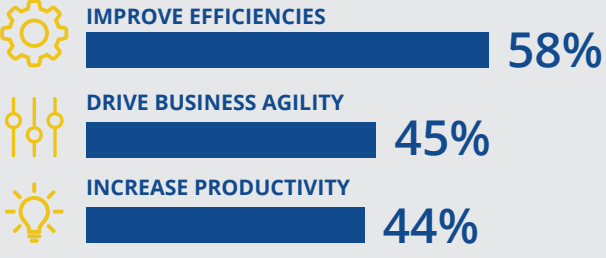 IMPROVE EFFICIENCIES
58%
DRIVE BUSINESS AGILITY
45%
INCREASE PRODUCTIVITY
44%